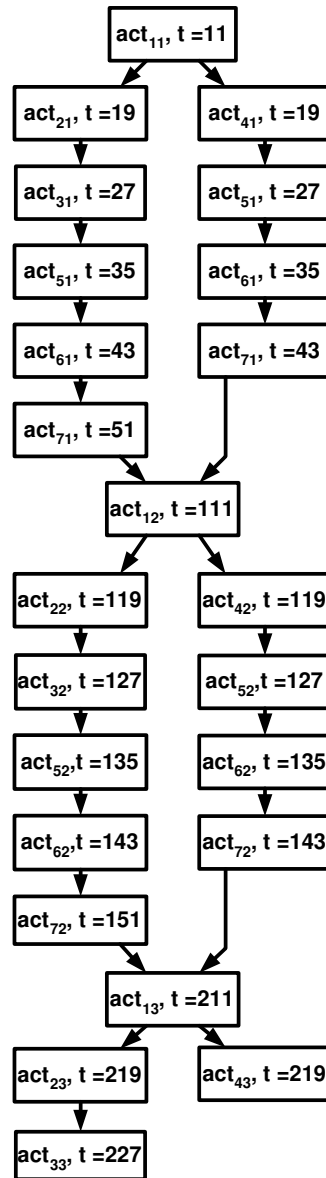 act₁₁, t =11
act₂₁, t =19
act₄₁, t =19
act₃₁, t =27
act₅₁, t =27
act₅₁, t =35
act₆₁, t =35
act₆₁, t =43
act₇₁, t =43
act₇₁, t =51
act₁₂, t =111
act₂₂, t =119
act₄₂, t =119
act₃₂, t =127
act₅₂,t =127
act₅₂,t =135
act₆₂, t =135
act₆₂, t =143
act₇₂, t =143
act₇₂, t =151
act₁₃, t =211
act₂₃, t =219
act₄₃, t =219
act₃₃, t =227